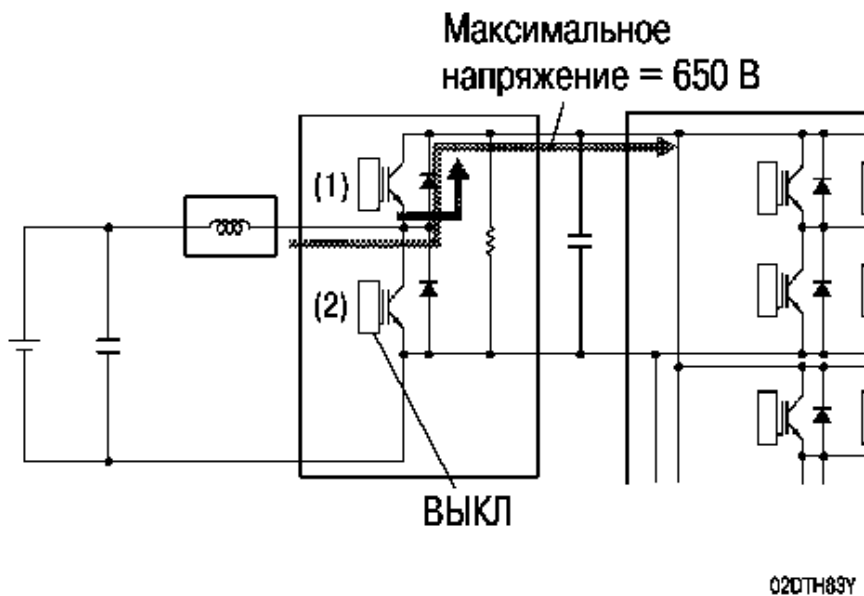 Максимальное
напряжение = 650 В
(1)
(2)
ВЫКЛ
02DTH83Y